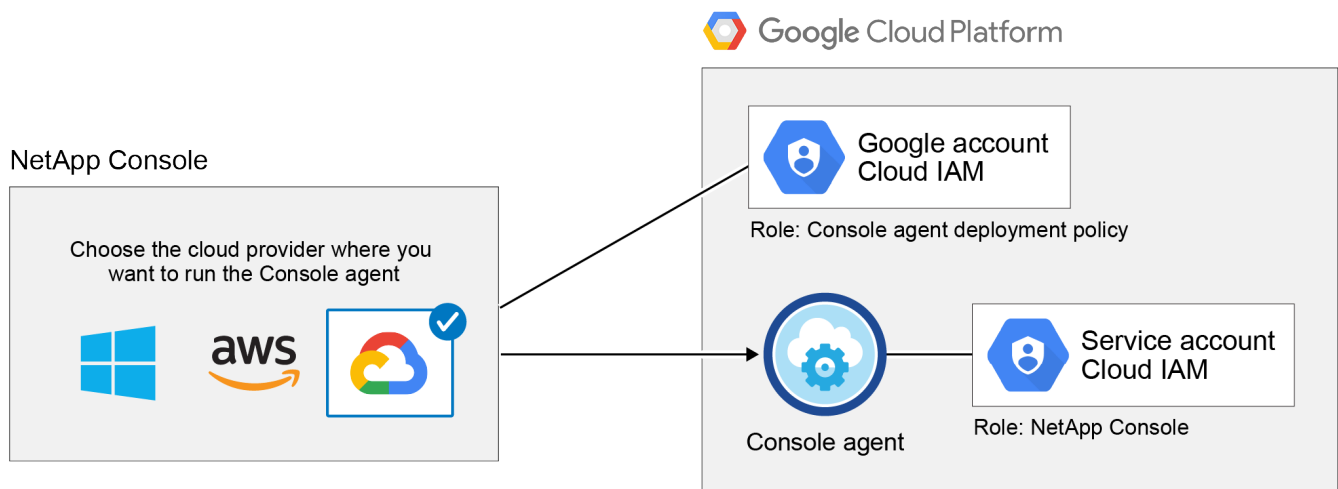 Google Cloud Platform
Google account
Cloud IAM
Role: Console agent deployment policy
NetApp Console
Choose the cloud provider where you
want to run the Console agent
aws
Console agent
Service account
Cloud IAM
Role: NetApp Console